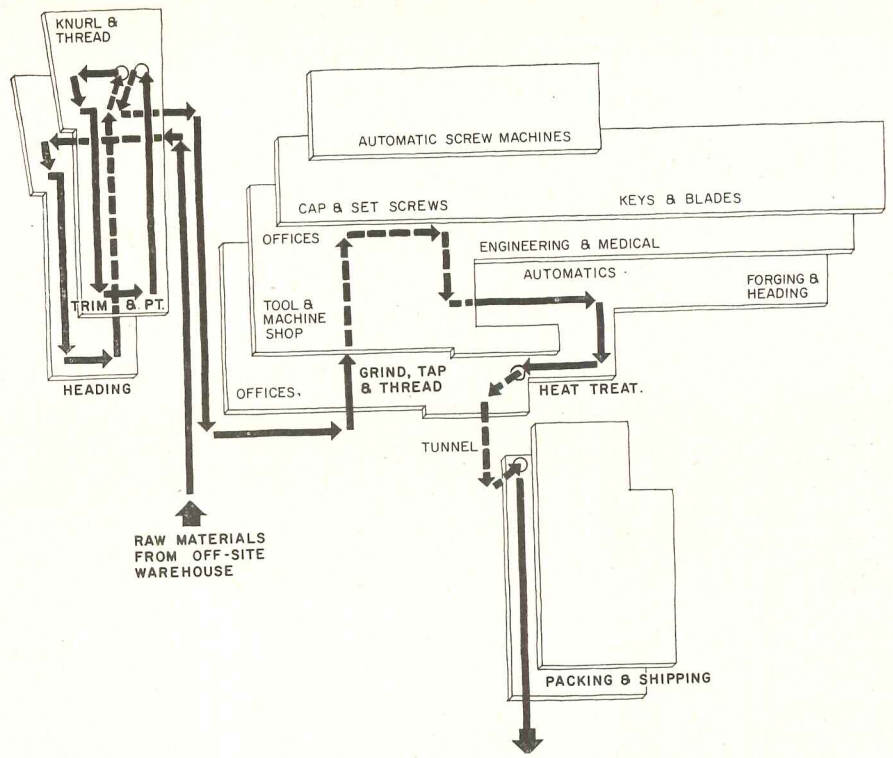 KNURL &
THREAD
AUTOMATIC SCREW MACHINES
CAP & SET SCREWS
KEYS & BLADES
OFFICES
ENGINEERING & MEDICAL
AUTOMATICS
FORGING &
HEADING
TOOL &
MACHINE
SHOP
TRIM & PT.
GRIND, TAP
& THREAD
HEADING
OFFICES,
HEAT TREAT.
TUNNEL
RAW MATERIALS
FROM OFF-SITE
WAREHOUSE
PACKING & SHIPPING